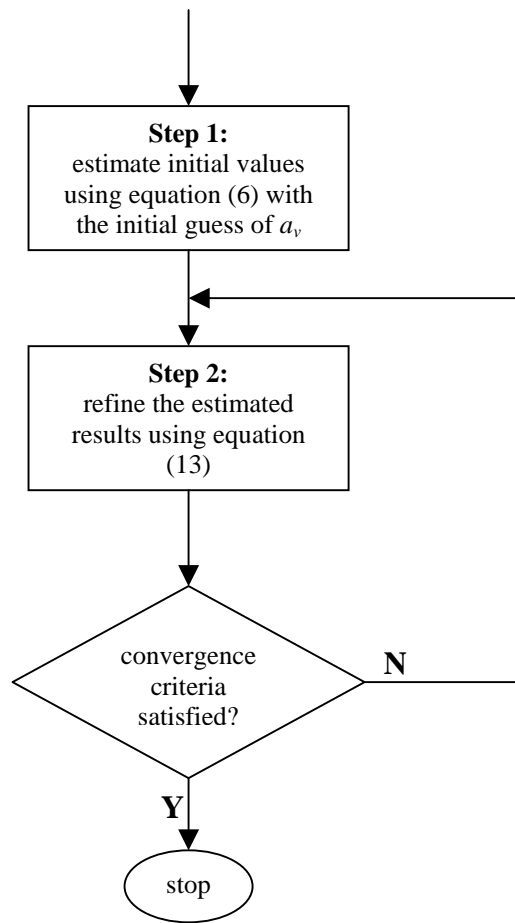 Step 1:
estimate initial values
using equation (6) with
the initial guess of a_v
Step 2:
refine the estimated
results using equation
(13)
convergence
criteria
satisfied?
N
Y
stop